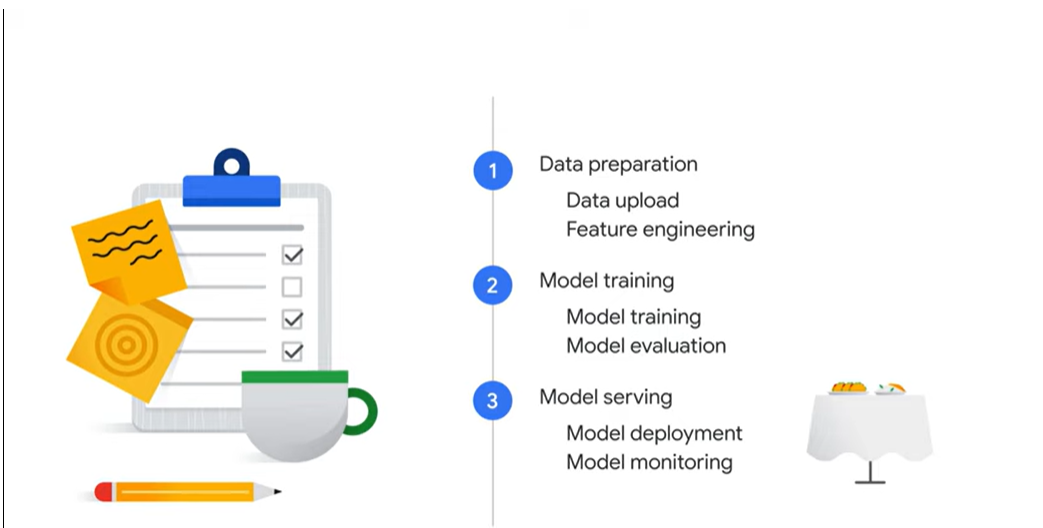 1 Data preparation
Data upload
Feature engineering
2 Model training
Model training
Model evaluation
3 Model serving
Model deployment
Model monitoring